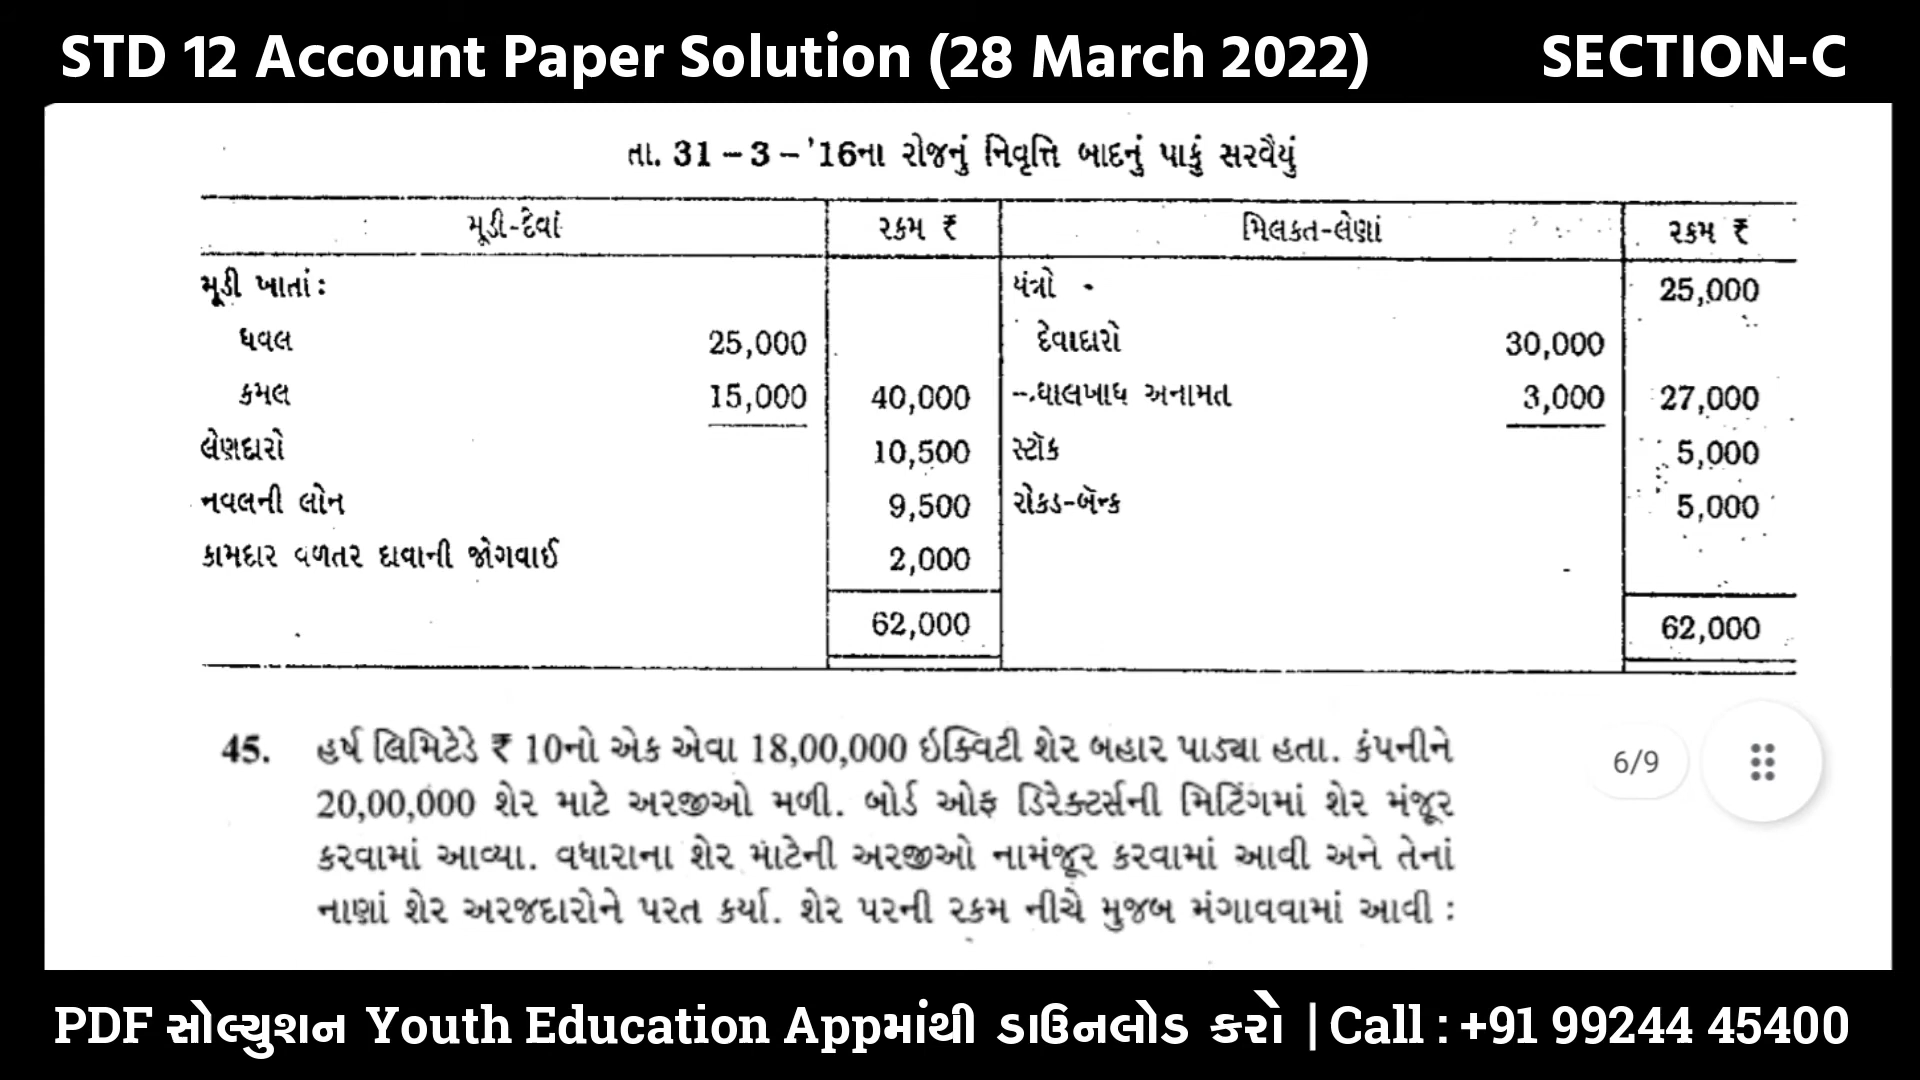 STD 12 Account Paper Solution (28 March 2022) SECTION-C
તા. 31 – 3 – '16ના રોજનું નિવૃત્તિ બાદનું પાકું સરવૈયું
મૂડી-દેવાં રકમ ₹ મિલકત-લેણાં રકમ ₹
મૂડી ખાતાં : યંત્રો 25,000
ધવલ 25,000 દેવાદારો 30,000
કમલ 15,000 40,000 – ઘાલખાધ અનામત 3,000 27,000
લેણદારો 10,500 સ્ટૉક 5,000
નવલની લોન 9,500 રોકડ-બૅન્ક 5,000
કામદાર વળતર દાવાની જોગવાઈ 2,000
62,000 62,000
45. હર્ષ લિમિટેડે ₹ 10નો એક એવા 18,00,000 ઇક્વિટી શેર બહાર પાડ્યા હતા. કંપનીને
6/9
20,00,000 શેર માટે અરજીઓ મળી. બોર્ડ ઓફ ડિરેક્ટર્સની મિટિંગમાં શેર મંજૂર
કરવામાં આવ્યા. વધારાના શેર માટેની અરજીઓ નામંજૂર કરવામાં આવી અને તેનાં
નાણાં શેર અરજદારોને પરત કર્યા. શેર પરની રકમ નીચે મુજબ મંગાવવામાં આવી :
PDF સોલ્યુશન Youth Education Appમાંથી ડાઉનલોડ કરો | Call : +91 99244 45400